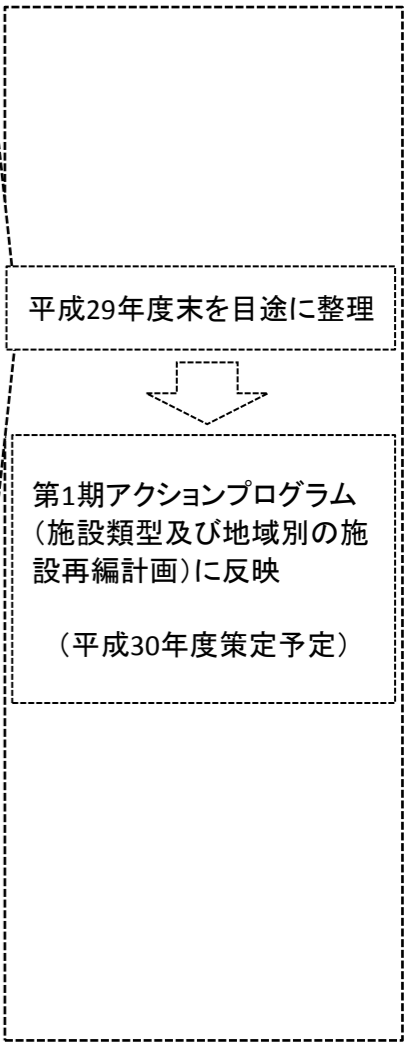 平成29年度末を目途に整理
第1期アクションプログラム
（施設類型及び地域別の施
設再編計画）に反映
（平成30年度策定予定）